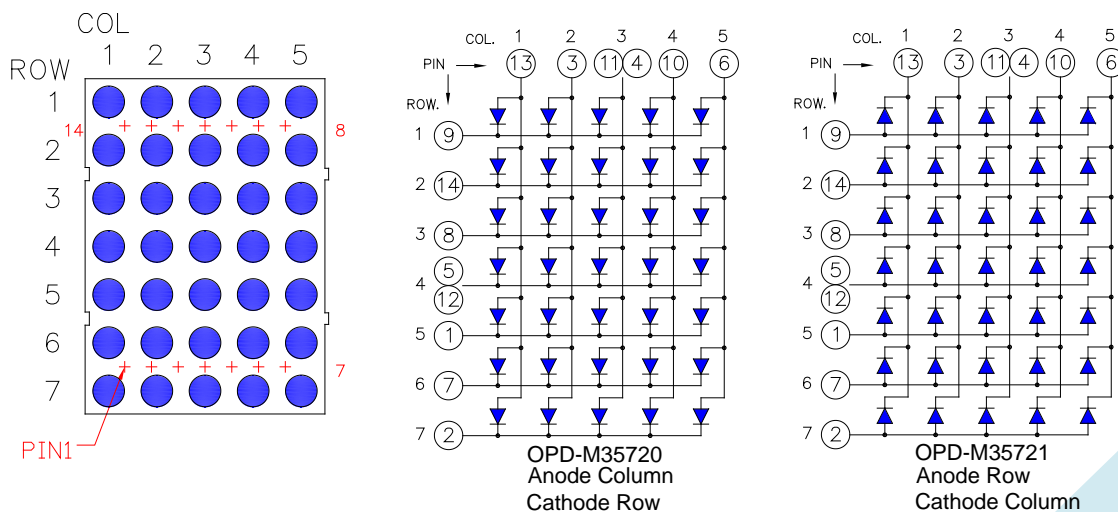 COL
1 2 3 4 5
ROW
1
14 8
2
3
4
5
6
7
7
PIN1
COL. 1 2 3 4 5
PIN 13 3 11 4 10 6
ROW.
1 9
2 14
3 8
5
4
12
5 1
6 7
7 2
OPD-M35720
Anode Column
Cathode Row
COL. 1 2 3 4 5
PIN 13 3 11 4 10 6
ROW.
1 9
2 14
3 8
5
4
12
5 1
6 7
7 2
OPD-M35721
Anode Row
Cathode Column